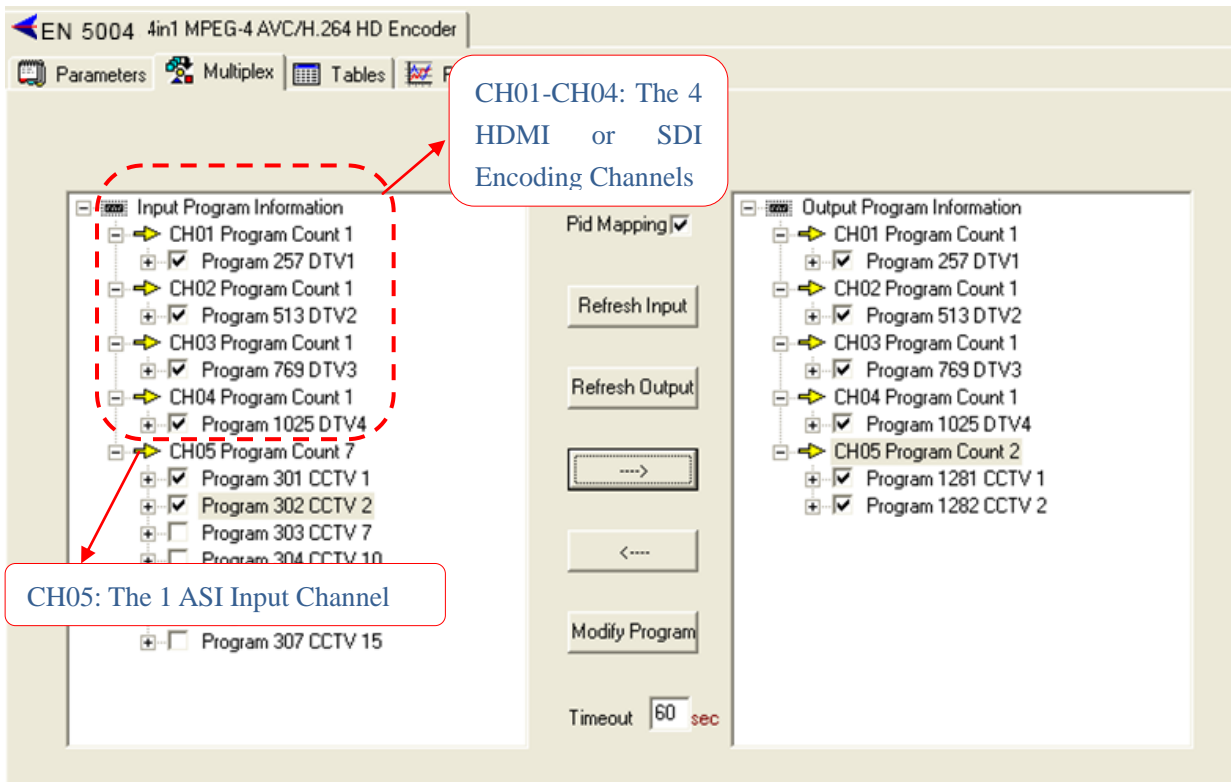 EN 5004 4in1 MPEG-4 AVC/H.264 HD Encoder
Parameters Multiplex Tables
CH01-CH04: The 4
HDMI or SDI
Encoding Channels
Input Program Information
CH01 Program Count 1
Program 257 DTV1
CH02 Program Count 1
Program 513 DTV2
CH03 Program Count 1
Program 769 DTV3
CH04 Program Count 1
Program 1025 DTV4
CH05 Program Count 7
Program 301 CCTV 1
Program 302 CCTV 2
Program 303 CCTV 7
Program 304 CCTV 10
CH05: The 1 ASI Input Channel
Program 307 CCTV 15
Pid Mapping
Refresh Input
Refresh Output
---->
<----
Modify Program
Timeout 60 sec
Output Program Information
CH01 Program Count 1
Program 257 DTV1
CH02 Program Count 1
Program 513 DTV2
CH03 Program Count 1
Program 769 DTV3
CH04 Program Count 1
Program 1025 DTV4
CH05 Program Count 2
Program 1281 CCTV 1
Program 1282 CCTV 2